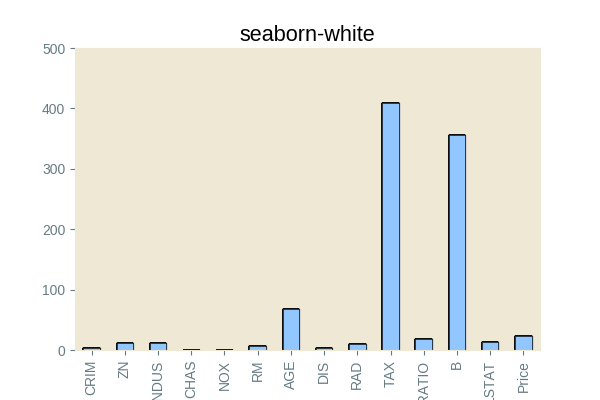 seaborn-white
500
400
300
200
100
0
CRIM
ZN
NDUS
CHAS
NOX
RM
AGE
DIS
RAD
TAX
RATIO
B
STAT
Price